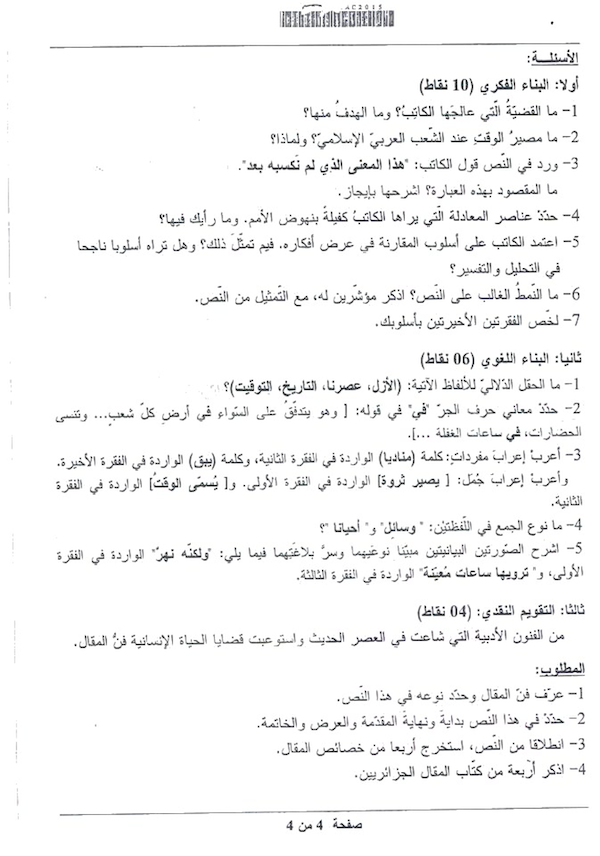 AC2015
الأسئلـــة:
أولا: البناء الفكري (10 نقاط)
1- ما القضيّةُ الّتي عالجَها الكاتِبُ؟ وما الهدفُ منها؟
2- ما مصيرُ الوقتِ عند الشّعب العربيّ الإسلاميّ؟ ولماذا؟
3- ورد في النّص قول الكاتب: "هذا المعنى الذي لم نَكسبه بعد".
ما المقصود بهذه العبارة؟ اشرحها بإيجاز.
4- حدّدْ عناصر المعادلة الّتي يراها الكاتبُ كفيلةً بنهوض الأمم. وما رأيك فيها؟
5- اعتمد الكاتب على أسلوب المقارنة في عرض أفكاره. فيم تمثّل ذلك؟ وهل تراه أسلوبا ناجحا
في التحليل والتفسير؟
6- ما النّمطُ الغالب على النّص؟ اذكر مؤشّرين له، مع التّمثيل من النّص.
7- لخّص الفقرتين الأخيرتين بأسلوبك.
ثانيا: البناء اللغوي (06 نقاط)
1- ما الحقل الدّلاليّ للألفاظ الآتية: (الأزل، عصرنا، التاريخ، التوقيت)؟
2- حدّدْ معاني حرف الجرّ "في" في قوله: [ وهو يتدفّقُ على السّواء في أرضِ كلّ شعبٍ... وتنسى
الحضارات، في ساعات الغفلة ...].
3- أعربْ إعرابَ مفرداتٍ: كلمة (مناديا) الواردة في الفقرة الثانية، وكلمة (يبق) الواردة في الفقرة الأخيرة.
وأعربْ إعرابَ جُمَل: [ يصير ثروة] الواردة في الفقرة الأولى. و[ يُسمّى الوقتُ] الواردة في الفقرة
الثانية.
4- ما نوع الجمع في اللّفظتيْن: " وسائل" و" أحيانا "؟
5- اشرح الصّورتين البيانيتين مبيّنا نوعَيهما وسرَّ بلاغتِهما فيما يلي: "ولكنّه نهرٌ" الواردة في الفقرة
الأولى، و" ترويها ساعات مُعيّنة" الواردة في الفقرة الثالثة.
ثالثا: التقويم النقدي (04 نقاط)
من الفنون الأدبية التي شاعت في العصر الحديث واستوعبت قضايا الحياة الإنسانية فنُّ المقال.
المطلوب:
1- عرّف فنّ المقال وحدّد نوعه في هذا النّص.
2- حدّدْ في هذا النّص بدايةَ ونهايةَ المقدّمة والعرض والخاتمة.
3- انطلاقا من النّص، استخرج أربعا من خصائص المقال.
4- اذكر أربعة من كتّاب المقال الجزائريين.
صفحة 4 من 4